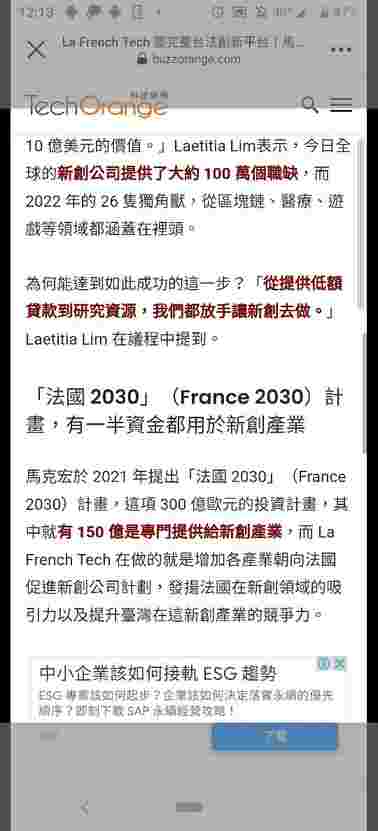 12:13
La French Tech 要完整台法創新平台！馬...
buzzorange.com
TechOrange
10 億美元的價值。」Laetitia Lim表示，今日全
球的新創公司提供了大約 100 萬個職缺，而
2022 年的 26 隻獨角獸，從區塊鏈、醫療、遊
戲等領域都涵蓋在裡頭。
為何能達到如此成功的這一步？「從提供低額
貸款到研究資源，我們都放手讓新創去做。」
Laetitia Lim 在議程中提到。
「法國 2030」（France 2030）計
畫，有一半資金都用於新創產業
馬克宏於 2021 年提出「法國 2030」（France
2030）計畫，這項 300 億歐元的投資計畫，其
中就有 150 億是專門提供給新創產業，而 La
French Tech 在做的就是增加各產業朝向法國
促進新創公司計劃，發揚法國在新創領域的吸
引力以及提升臺灣在這新創產業的競爭力。
中小企業該如何接軌 ESG 趨勢
ESG 專案該如何起步？企業該如何決定落實永續的優先
順序？即刻下載 SAP 永續經營攻略！
下載